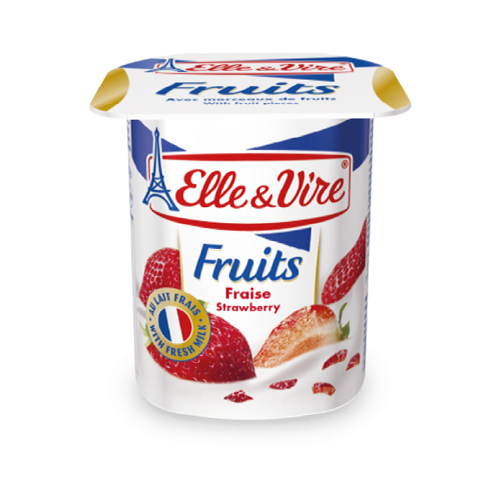 Elle & Vire
Fruits
Avec morceaux de fruits
With fruit pieces
Elle & Vire®
Fruits
Fraise
Strawberry
AU LAIT FRAIS
WITH FRESH MILK